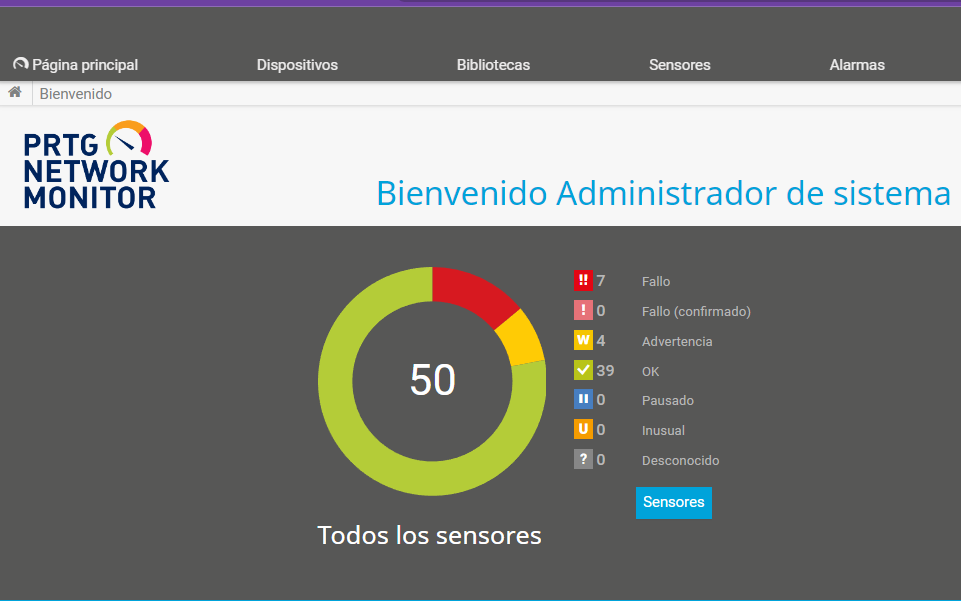 Página principal Dispositivos Bibliotecas Sensores Alarmas
Bienvenido
PRTG
NETWORK
MONITOR
Bienvenido Administrador de sistema
50
Todos los sensores
!! 7 Fallo
! 0 Fallo (confirmado)
W 4 Advertencia
39 OK
0 Pausado
U 0 Inusual
? 0 Desconocido
Sensores